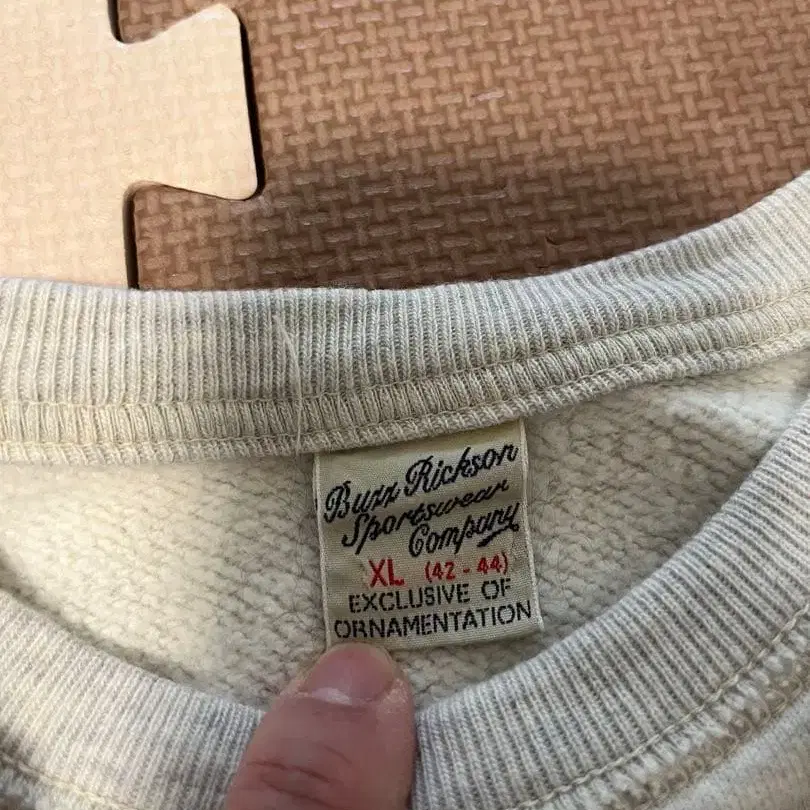 Buzz Rickson
Sportswear
Company
XL (42 - 44)
EXCLUSIVE OF
ORNAMENTATION